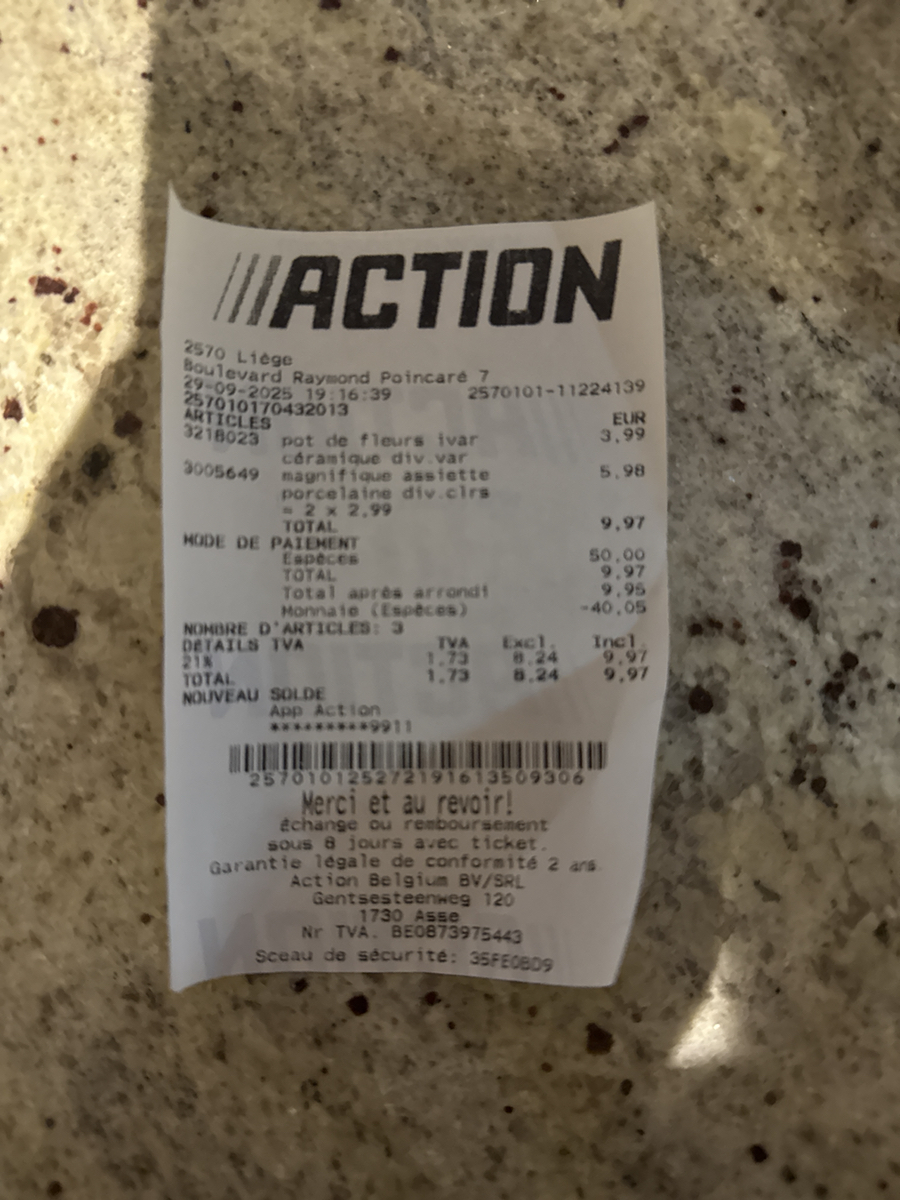 ///ACTION
2570 Liége
Boulevard Raymond Poincaré 7
29-09-2025 19:16:39 2570101-11224139
257010170432013
ARTICLES EUR
3218023 pot de fleurs ivar 3,99
céramique div.var
3005649 magnifique assiette 5,98
porcelaine div.clrs
= 2 x 2,99
TOTAL 9,97
MODE DE PAIEMENT
Espèces 50,00
TOTAL 9,97
Total après arrondi 9,95
Monnaie (Espèces) -40,05
NOMBRE D'ARTICLES: 3
DÉTAILS TVA TVA Excl. Incl.
21% 1,73 8,24 9,97
TOTAL 1,73 8,24 9,97
NOUVEAU SOLDE
App Action
*********9911
257010125272191613509306
Merci et au revoir!
Échange ou remboursement
sous 8 jours avec ticket.
Garantie légale de conformité 2 ans.
Action Belgium BV/SRL
Gentsesteenweg 120
1730 Asse
Nr TVA. BE0873975443
Sceau de sécurité: 35FE0BD9